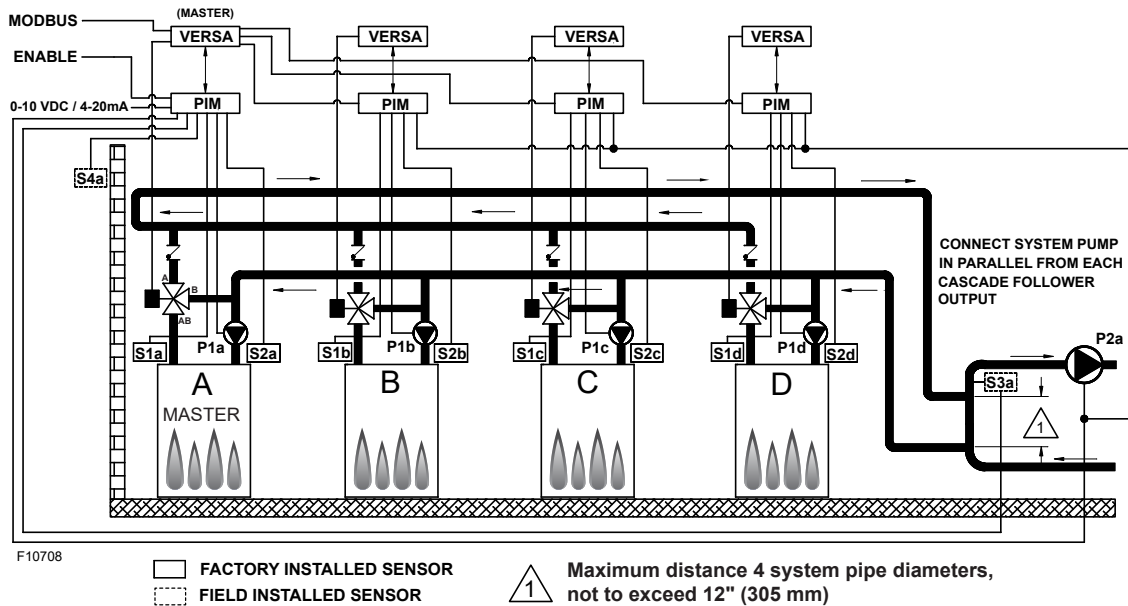 MODBUS
(MASTER)
VERSA
VERSA
VERSA
VERSA
ENABLE
0-10 VDC / 4-20mA
PIM
PIM
PIM
PIM
S4a
CONNECT SYSTEM PUMP
IN PARALLEL FROM EACH
CASCADE FOLLOWER
OUTPUT
A
B
AB
S1a
P1a
S2a
S1b
P1b
S2b
S1c
P1c
S2c
S1d
P1d
S2d
P2a
S3a
A
MASTER
B
C
D
1
F10708
FACTORY INSTALLED SENSOR
FIELD INSTALLED SENSOR
1
Maximum distance 4 system pipe diameters,
not to exceed 12" (305 mm)